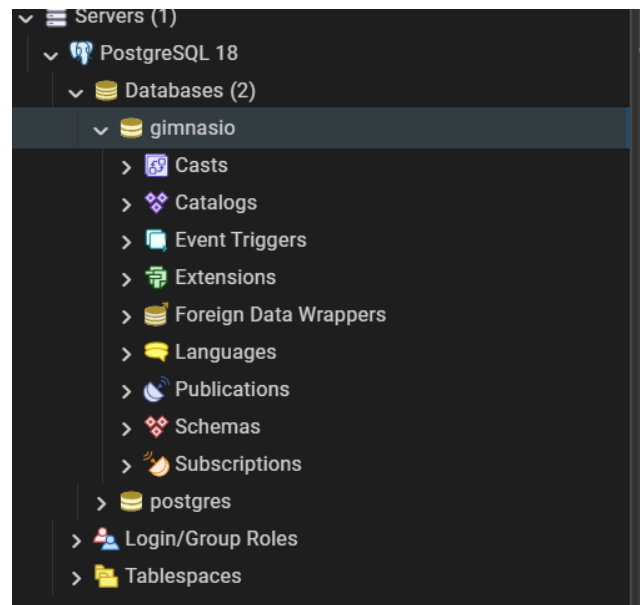 Servers (1)
PostgreSQL 18
Databases (2)
gimnasio
Casts
Catalogs
Event Triggers
Extensions
Foreign Data Wrappers
Languages
Publications
Schemas
Subscriptions
postgres
Login/Group Roles
Tablespaces